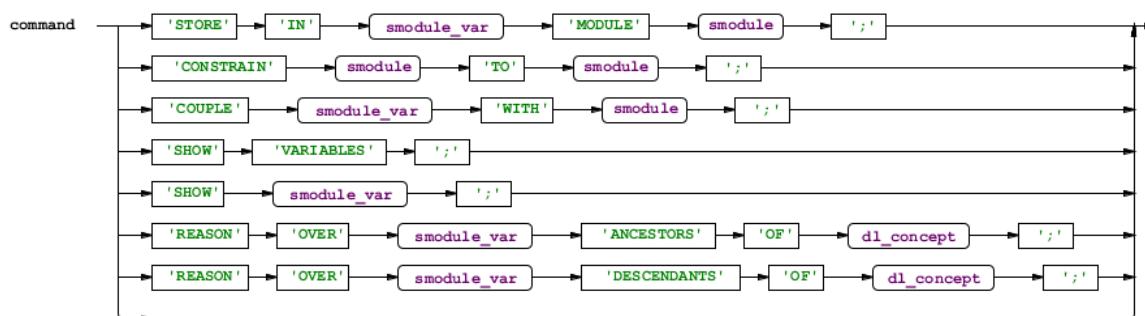 command 'STORE' 'IN' smodule_var 'MODULE' smodule ';'
'CONSTRAIN' smodule 'TO' smodule ';'
'COUPLE' smodule_var 'WITH' smodule ';'
'SHOW' 'VARIABLES' ';'
'SHOW' smodule_var ';'
'REASON' 'OVER' smodule_var 'ANCESTORS' 'OF' dl_concept ';'
'REASON' 'OVER' smodule_var 'DESCENDANTS' 'OF' dl_concept ';'